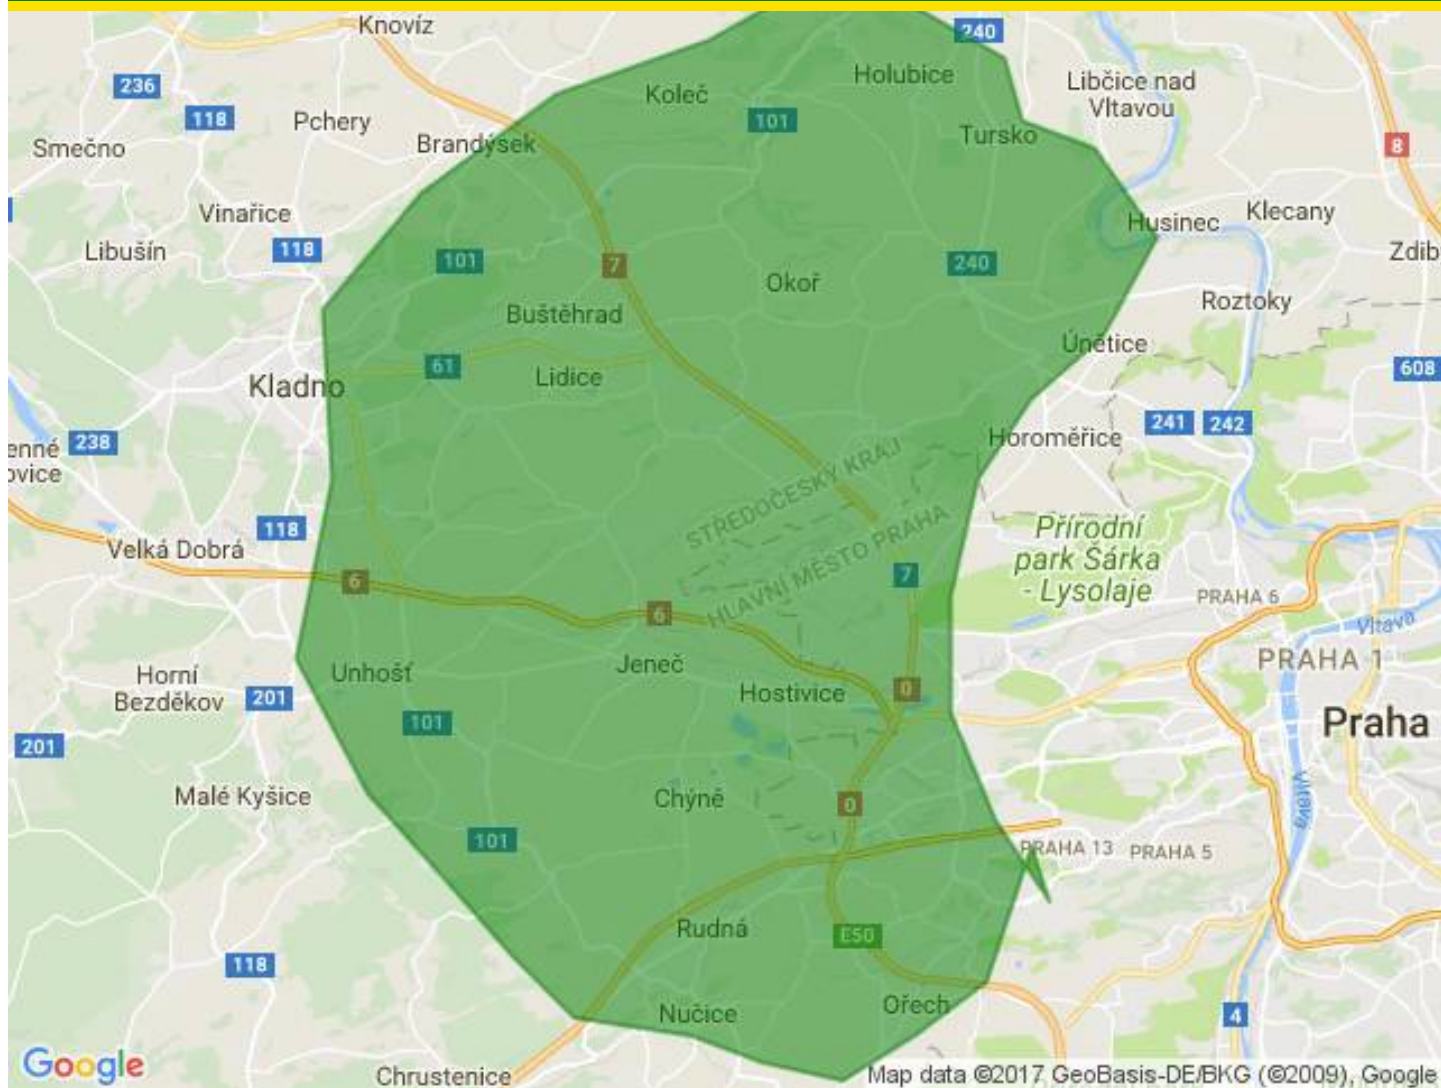 Knovíz
240
Holubice
Libčice nad
Vltavou
236
Koleč
118
Pchery
101
Smečno
Brandýsek
Tursko
8
Vinařice
Husinec
Klecany
Libušín
118
101
7
240
Zdib
Okoř
Buštěhrad
Roztoky
Únětice
61
Lidice
608
Kladno
241
242
238
Horoměřice
enné
ovice
STŘEDOČESKÝ KRAJ
HLAVNÍ MĚSTO PRAHA
118
Velká Dobrá
Přírodní
park Šárka
- Lysolaje
6
7
PRAHA 6
6
Vltava
Horní
Bezděkov
Unhošť
Jeneč
PRAHA 1
201
Hostivice
0
101
Praha
201
Malé Kyšice
Chýně
0
Vltava
101
PRAHA 13
PRAHA 5
Rudná
E50
118
Nučice
Ořech
4
Google
Chrustenice
Map data ©2017 GeoBasis-DE/BKG (©2009), Google